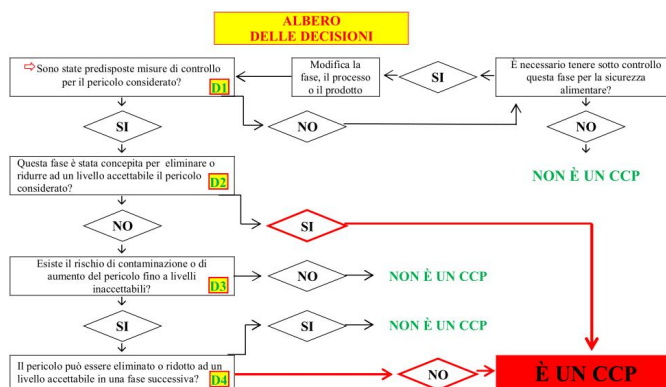 ALBERO
DELLE DECISIONI
⇨Sono state predisposte misure di controllo
per il pericolo considerato?
D1
Modifica la
fase, il processo
o il prodotto
SI
È necessario tenere sotto controllo
questa fase per la sicurezza
alimentare?
SI
NO
NO
Questa fase è stata concepita per eliminare o
ridurre ad un livello accettabile il pericolo
considerato?
D2
NON È UN CCP
NO
SI
Esiste il rischio di contaminazione o di
aumento del pericolo fino a livelli
inaccettabili?
D3
NO
NON È UN CCP
SI
SI
NON È UN CCP
Il pericolo può essere eliminato o ridotto ad un
livello accettabile in una fase successiva?
D4
NO
È UN CCP